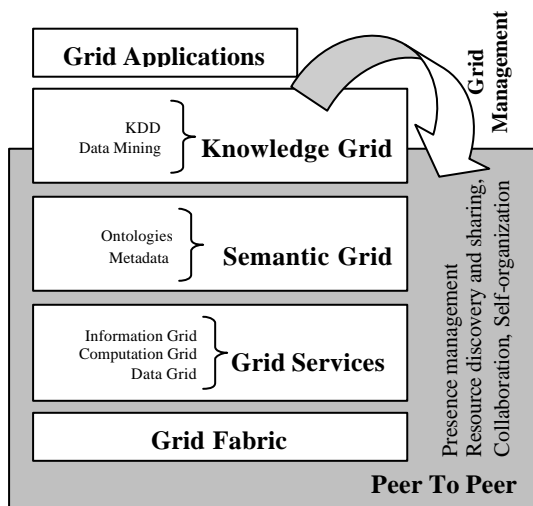 Grid Applications
Grid
Management
KDD
Data Mining
Knowledge Grid
Ontologies
Metadata
Semantic Grid
Information Grid
Computation Grid
Data Grid
Grid Services
Grid Fabric
Presence management
Resource discovery and sharing,
Collaboration, Self-organization
Peer To Peer